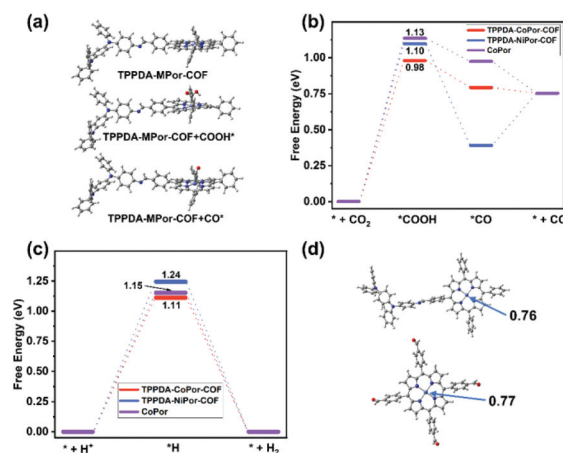 (a)
TPPDA-MPor-COF
TPPDA-MPor-COF+COOH*
TPPDA-MPor-COF+CO*
(b)
Free Energy (eV)
1.00
0.75
0.50
0.25
0.00
1.13
1.10
0.98
TPPDA-CoPor-COF
TPPDA-NiPor-COF
CoPor
* + CO₂
*COOH
*CO
* + CO
(c)
Free Energy (eV)
1.25
1.00
0.75
0.50
0.25
0.00
1.24
1.15
1.11
TPPDA-CoPor-COF
TPPDA-NiPor-COF
CoPor
* + H⁺
*H
* + H₂
(d)
0.76
0.77